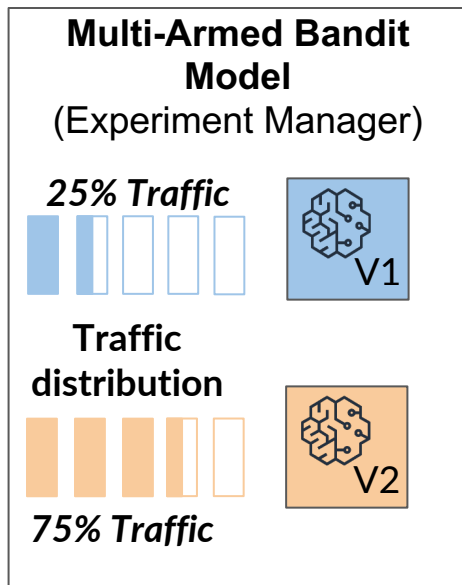 Multi-Armed Bandit
Model
(Experiment Manager)
25% Traffic
V1
Traffic
distribution
V2
75% Traffic